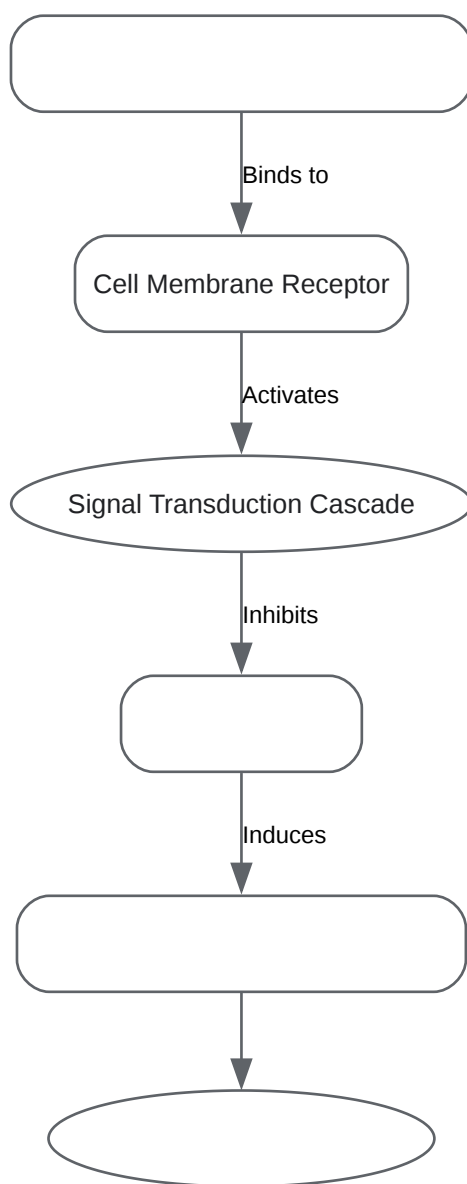 Binds to
Cell Membrane Receptor
Activates
Signal Transduction Cascade
Inhibits
Induces